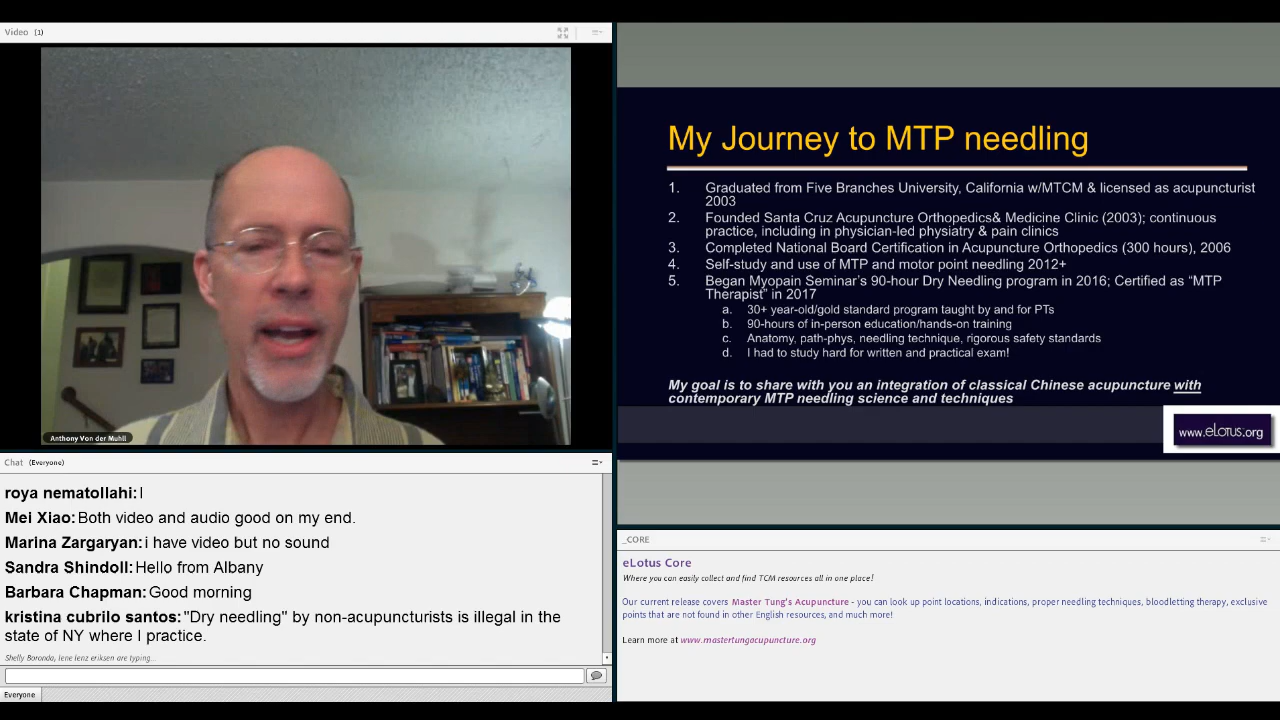 Video (1)
Anthony Von der Muhll
My Journey to MTP needling
1. Graduated from Five Branches University, California w/MTCM & licensed as acupuncturist
2003
2. Founded Santa Cruz Acupuncture Orthopedics& Medicine Clinic (2003); continuous
practice, including in physician-led physiatry & pain clinics
3. Completed National Board Certification in Acupuncture Orthopedics (300 hours), 2006
4. Self-study and use of MTP and motor point needling 2012+
5. Began Myopain Seminar's 90-hour Dry Needling program in 2016; Certified as "MTP
Therapist" in 2017
a. 30+ year-old/gold standard program taught by and for PTs
b. 90-hours of in-person education/hands-on training
c. Anatomy, path-phys, needling technique, rigorous safety standards
d. I had to study hard for written and practical exam!
My goal is to share with you an integration of classical Chinese acupuncture with
contemporary MTP needling science and techniques
www.eLotus.org
Chat (Everyone)
roya nematollahi: I
Mei Xiao: Both video and audio good on my end.
Marina Zargaryan: i have video but no sound
Sandra Shindoll: Hello from Albany
Barbara Chapman: Good morning
kristina cubrilo santos: "Dry needling" by non-acupuncturists is illegal in the
state of NY where I practice.
Shelly Boronda, lene lenz eriksen are typing...
Everyone
_CORE
eLotus Core
Where you can easily collect and find TCM resources all in one place!
Our current release covers Master Tung's Acupuncture - you can look up point locations, indications, proper needling techniques, bloodletting therapy, exclusive
points that are not found in other English resources, and much more!
Learn more at www.mastertungacupuncture.org